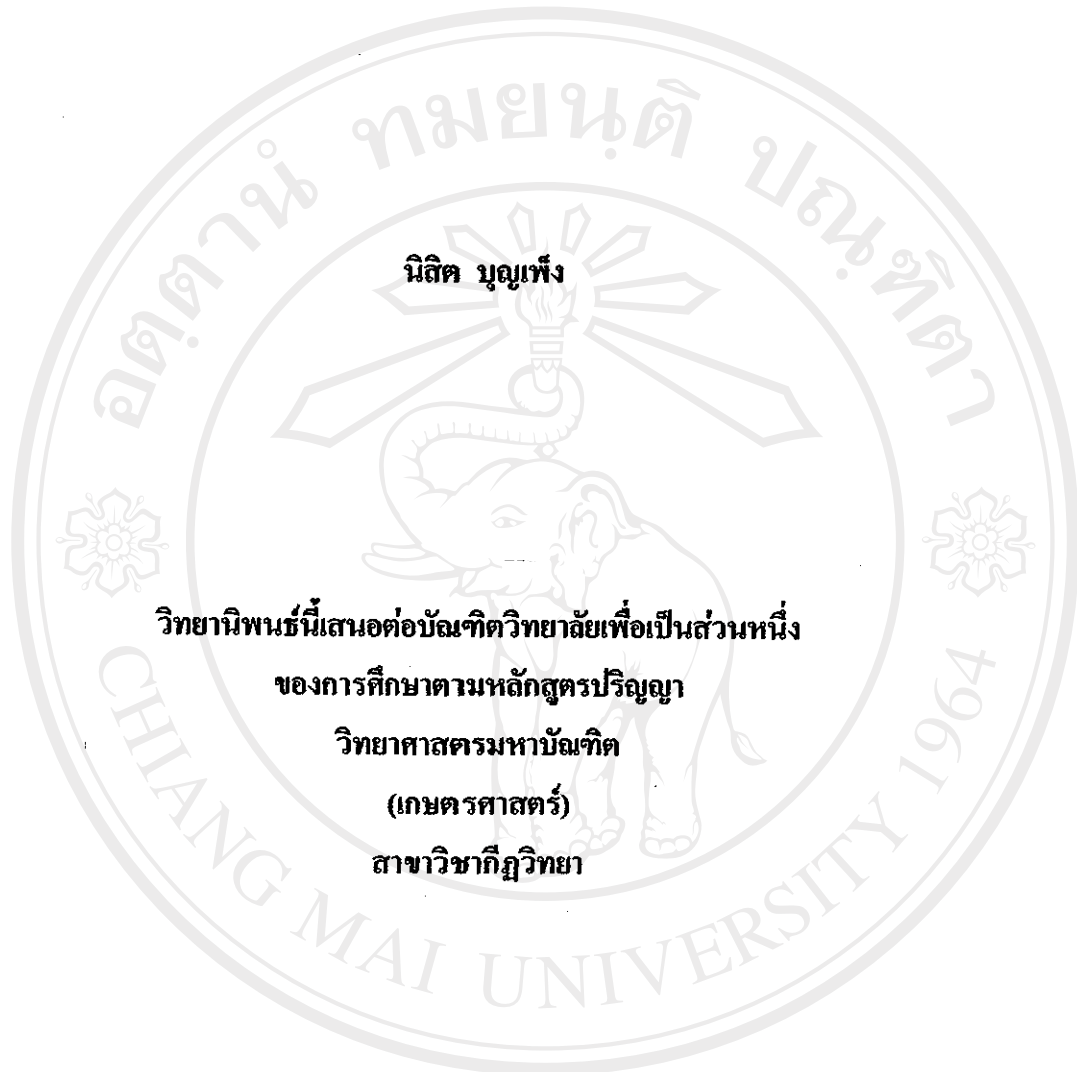 อตฺตานํ ทมยนฺติ ปณฺฑิตา
นิสิต บุญเพ็ง
วิทยานิพนธ์นี้เสนอต่อบัณฑิตวิทยาลัยเพื่อเป็นส่วนหนึ่ง
ของการศึกษาตามหลักสูตรปริญญา
วิทยาศาสตรมหาบัณฑิต
(เกษตรศาสตร์)
สาขาวิชากีฏวิทยา
CHIANG MAI UNIVERSITY 1964